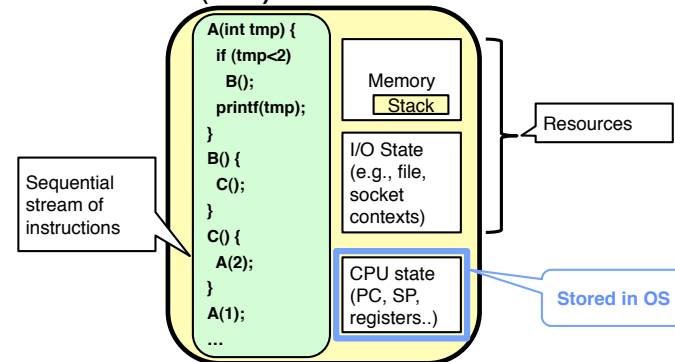 A(int tmp) {
if (tmp<2)
B();
printf(tmp);
}
B() {
C();
}
C() {
A(2);
}
A(1);
…
Memory
Stack
I/O State
(e.g., file,
socket
contexts)
CPU state
(PC, SP,
registers..)
Resources
Sequential
stream of
instructions
Stored in OS